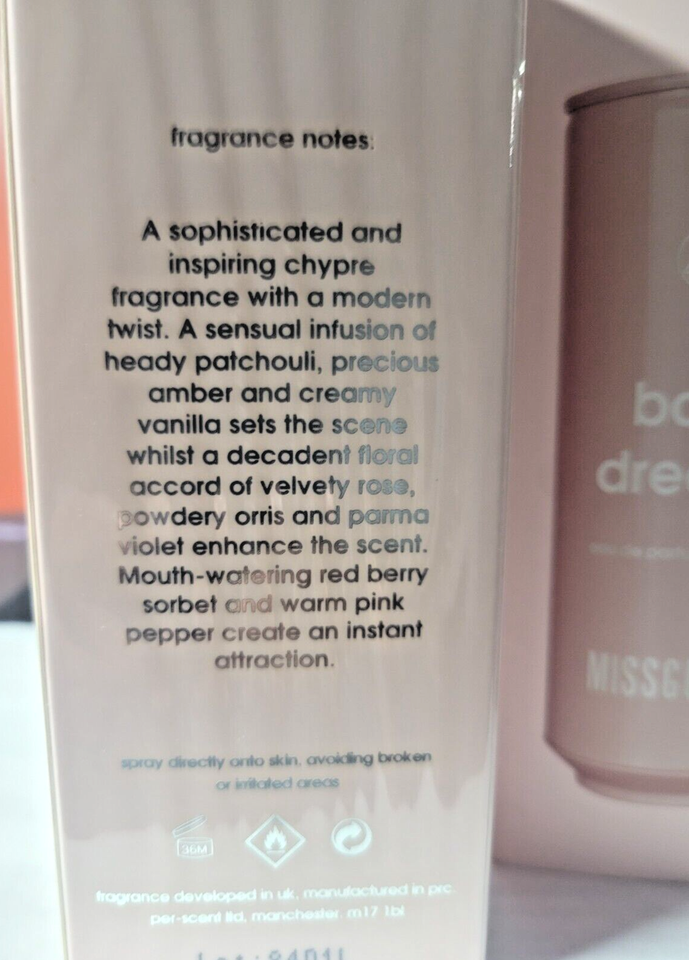 fragrance notes:
A sophisticated and
inspiring chypre
fragrance with a modern
twist. A sensual infusion of
heady patchouli, precious
amber and creamy
vanilla sets the scene
whilst a decadent floral
accord of velvety rose,
powdery orris and parma
violet enhance the scent.
Mouth-watering red berry
sorbet and warm pink
pepper create an instant
attraction.
spray directly onto skin, avoiding broken
or irritated areas
36M
fragrance developed in uk, manufactured in prc.
per-scent ltd, manchester. m17 1bl
ba
drea
MISSG